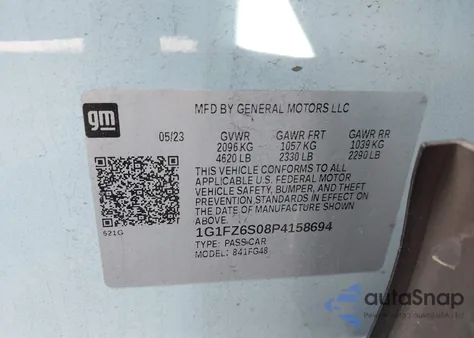 MFD BY GENERAL MOTORS LLC
gm
05/23 GVWR GAWR FRT GAWR RR
2096 KG 1057 KG 1039 KG
4620 LB 2330 LB 2290 LB
THIS VEHICLE CONFORMS TO ALL
APPLICABLE U.S. FEDERAL MOTOR
VEHICLE SAFETY, BUMPER, AND THEFT
PREVENTION STANDARDS IN EFFECT ON
THE DATE OF MANUFACTURE SHOWN
ABOVE
521G
1G1FZ6S08P4158694
TYPE: PASS-CAR
MODEL: 841FG48
autoSnap